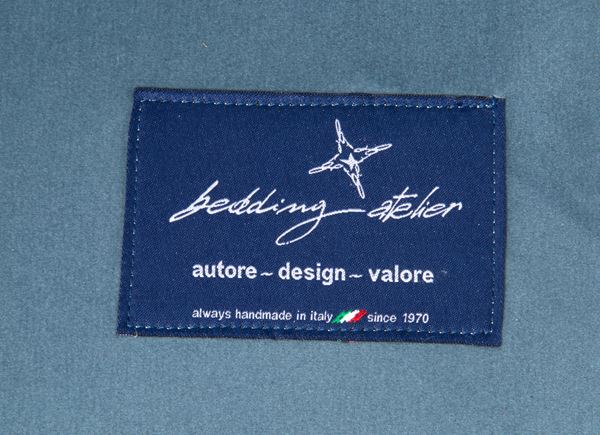 bedding atelier
autore ~ design ~ valore
always handmade in italy since 1970